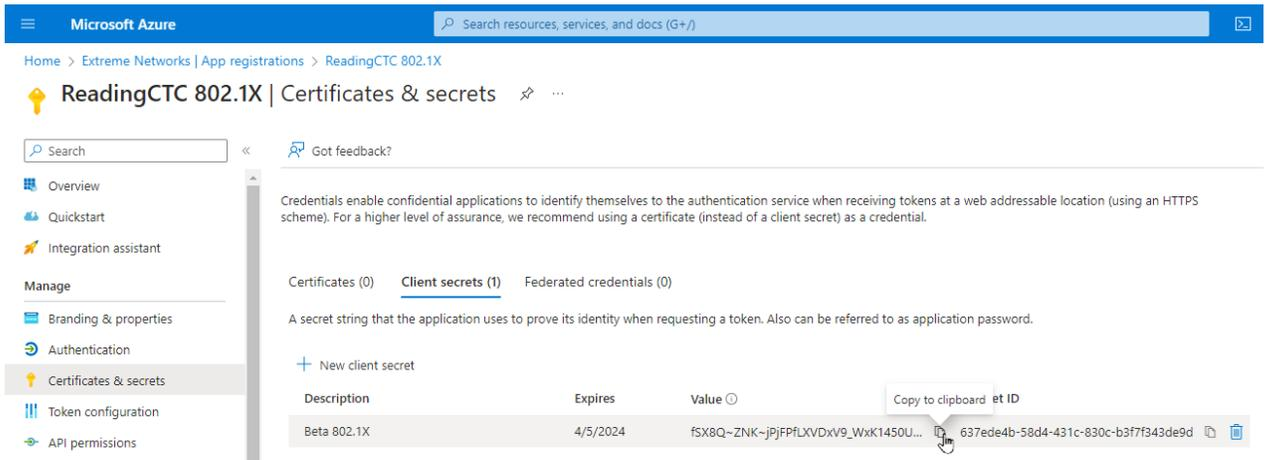 Microsoft Azure
Search resources, services, and docs (G+/)
Home > Extreme Networks | App registrations > ReadingCTC 802.1X
ReadingCTC 802.1X | Certificates & secrets
Search
Got feedback?
Overview
Quickstart
Integration assistant
Manage
Branding & properties
Authentication
Certificates & secrets
Token configuration
API permissions
Credentials enable confidential applications to identify themselves to the authentication service when receiving tokens at a web addressable location (using an HTTPS
scheme). For a higher level of assurance, we recommend using a certificate (instead of a client secret) as a credential.
Certificates (0) Client secrets (1) Federated credentials (0)
A secret string that the application uses to prove its identity when requesting a token. Also can be referred to as application password.
New client secret
Copy to clipboard
Description Expires Value et ID
Beta 802.1X 4/5/2024 fSX8Q~ZNK~jPjFPfLXVDxV9_WxK1450U... 637ede4b-58d4-431c-830c-b3f7f343de9d